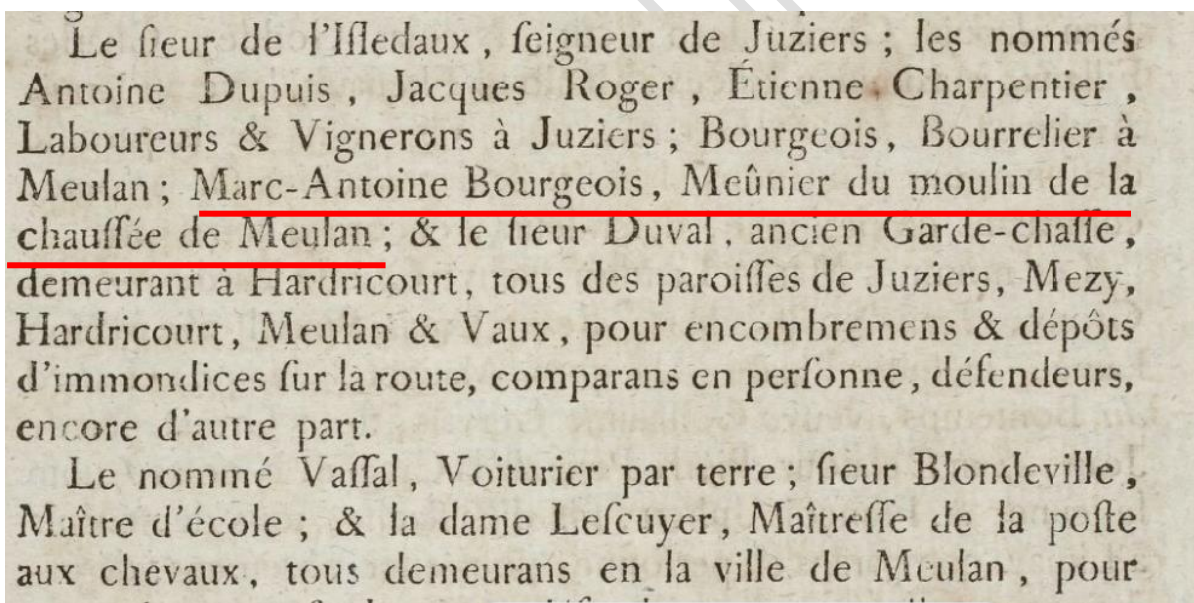 Le ſieur de l'Iſledaux, ſeigneur de Juziers; les nommés
Antoine Dupuis, Jacques Roger, Étienne Charpentier,
Laboureurs & Vignerons à Juziers; Bourgeois, Bourrelier à
Meulan; Marc-Antoine Bourgeois, Meûnier du moulin de la
chauſſée de Meulan; & le ſieur Duval, ancien Garde-chaſſe,
demeurant à Hardricourt, tous des paroiſſes de Juziers, Mezy,
Hardricourt, Meulan & Vaux, pour encombremens & dépôts
d'immondices ſur la route, comparans en perſonne, défendeurs,
encore d'autre part.
Le nommé Vaſſal, Voiturier par terre; ſieur Blondeville,
Maître d'école; & la dame Leſcuyer, Maîtreſſe de la poſte
aux chevaux, tous demeurans en la ville de Meulan, pour